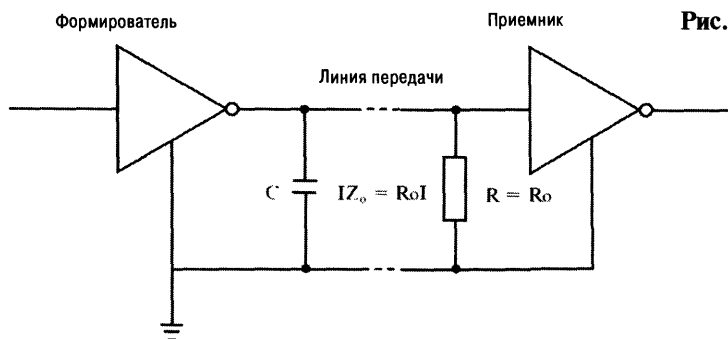 Формирователь
Приемник
Рис.
Линия передачи
C
IZₒ = RoI
R = Ro